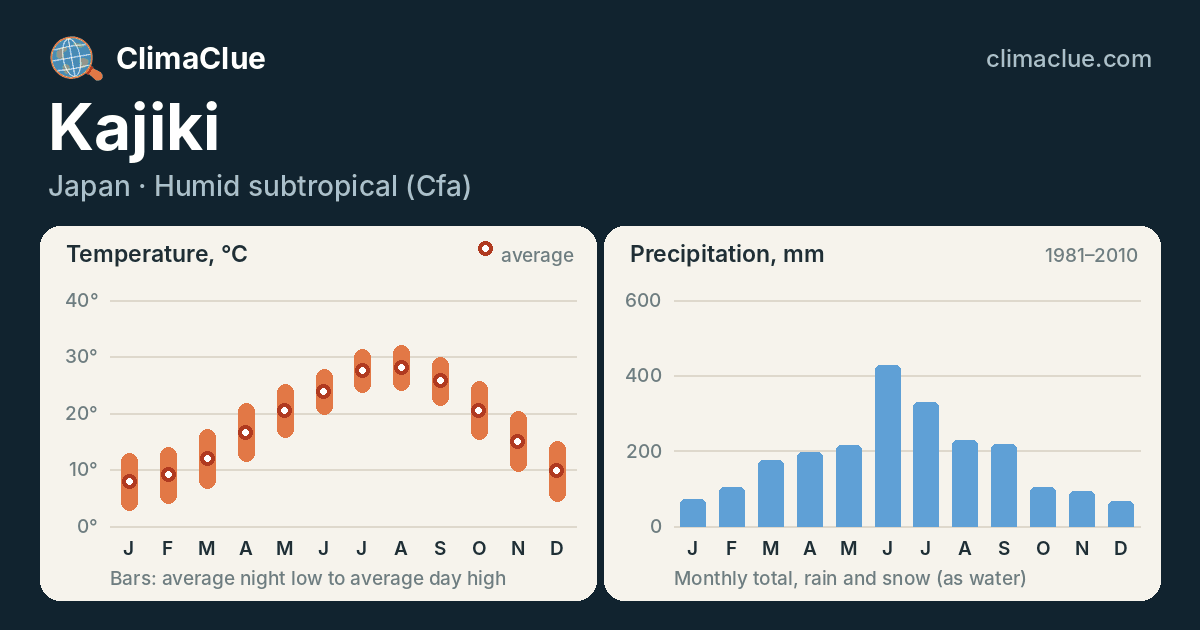 ClimaClue
climaclue.com
Kajiki
Japan · Humid subtropical (Cfa)
Temperature, °C
average
40°
30°
20°
10°
0°
J F M A M J J A S O N D
Bars: average night low to average day high
Precipitation, mm
1981–2010
600
400
200
0
J F M A M J J A S O N D
Monthly total, rain and snow (as water)